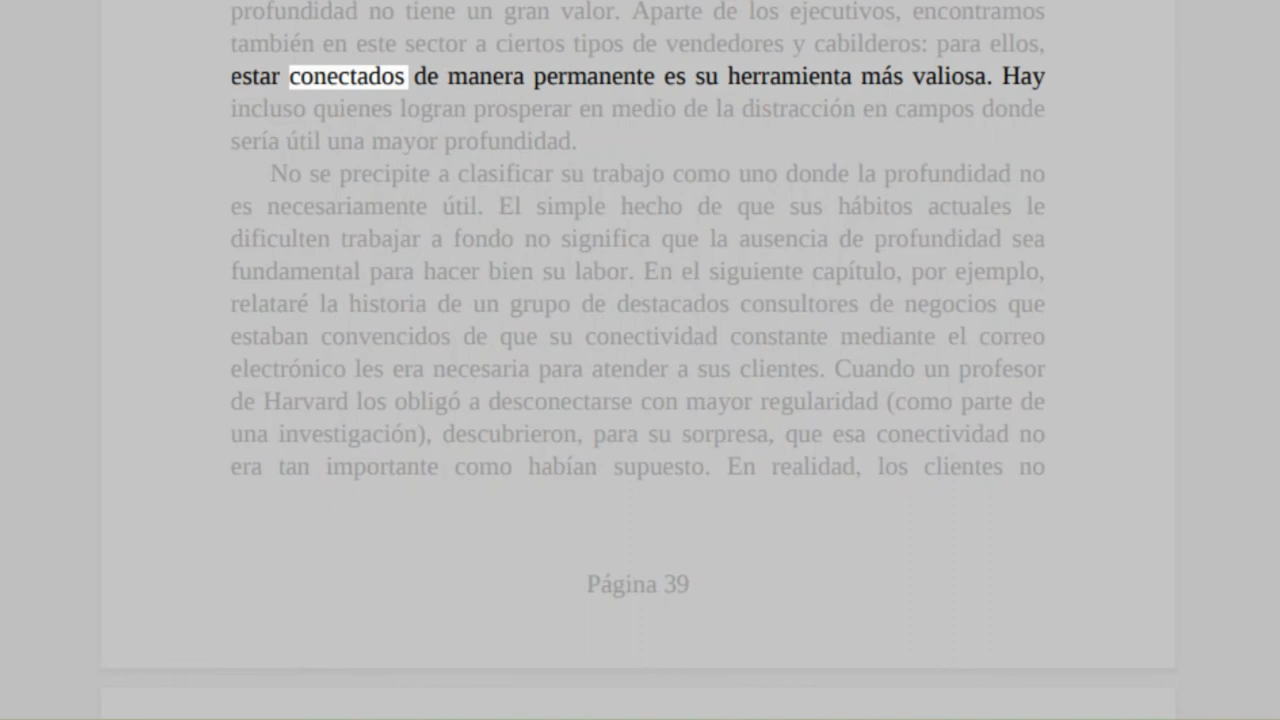 profundidad no tiene un gran valor. Aparte de los ejecutivos, encontramos
también en este sector a ciertos tipos de vendedores y cabilderos: para ellos,
estar conectados de manera permanente es su herramienta más valiosa. Hay
incluso quienes logran prosperar en medio de la distracción en campos donde
sería útil una mayor profundidad.
No se precipite a clasificar su trabajo como uno donde la profundidad no
es necesariamente útil. El simple hecho de que sus hábitos actuales le
dificulten trabajar a fondo no significa que la ausencia de profundidad sea
fundamental para hacer bien su labor. En el siguiente capítulo, por ejemplo,
relataré la historia de un grupo de destacados consultores de negocios que
estaban convencidos de que su conectividad constante mediante el correo
electrónico les era necesaria para atender a sus clientes. Cuando un profesor
de Harvard los obligó a desconectarse con mayor regularidad (como parte de
una investigación), descubrieron, para su sorpresa, que esa conectividad no
era tan importante como habían supuesto. En realidad, los clientes no
Página 39